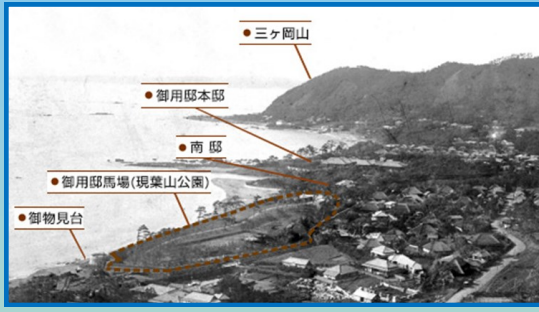 ● 三ヶ岡山
● 御用邸本邸
● 南 邸
● 御用邸馬場(現葉山公園)
● 御物見台